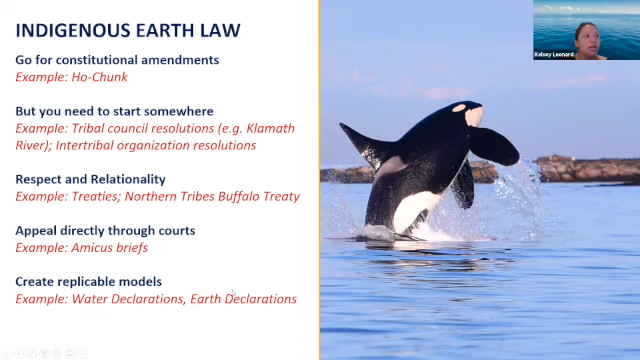 INDIGENOUS EARTH LAW
Kelsey Leonard
Go for constitutional amendments
Example: Ho-Chunk
But you need to start somewhere
Example: Tribal council resolutions (e.g. Klamath
River); Intertribal organization resolutions
Respect and Relationality
Example: Treaties; Northern Tribes Buffalo Treaty
Appeal directly through courts
Example: Amicus briefs
Create replicable models
Example: Water Declarations, Earth Declarations